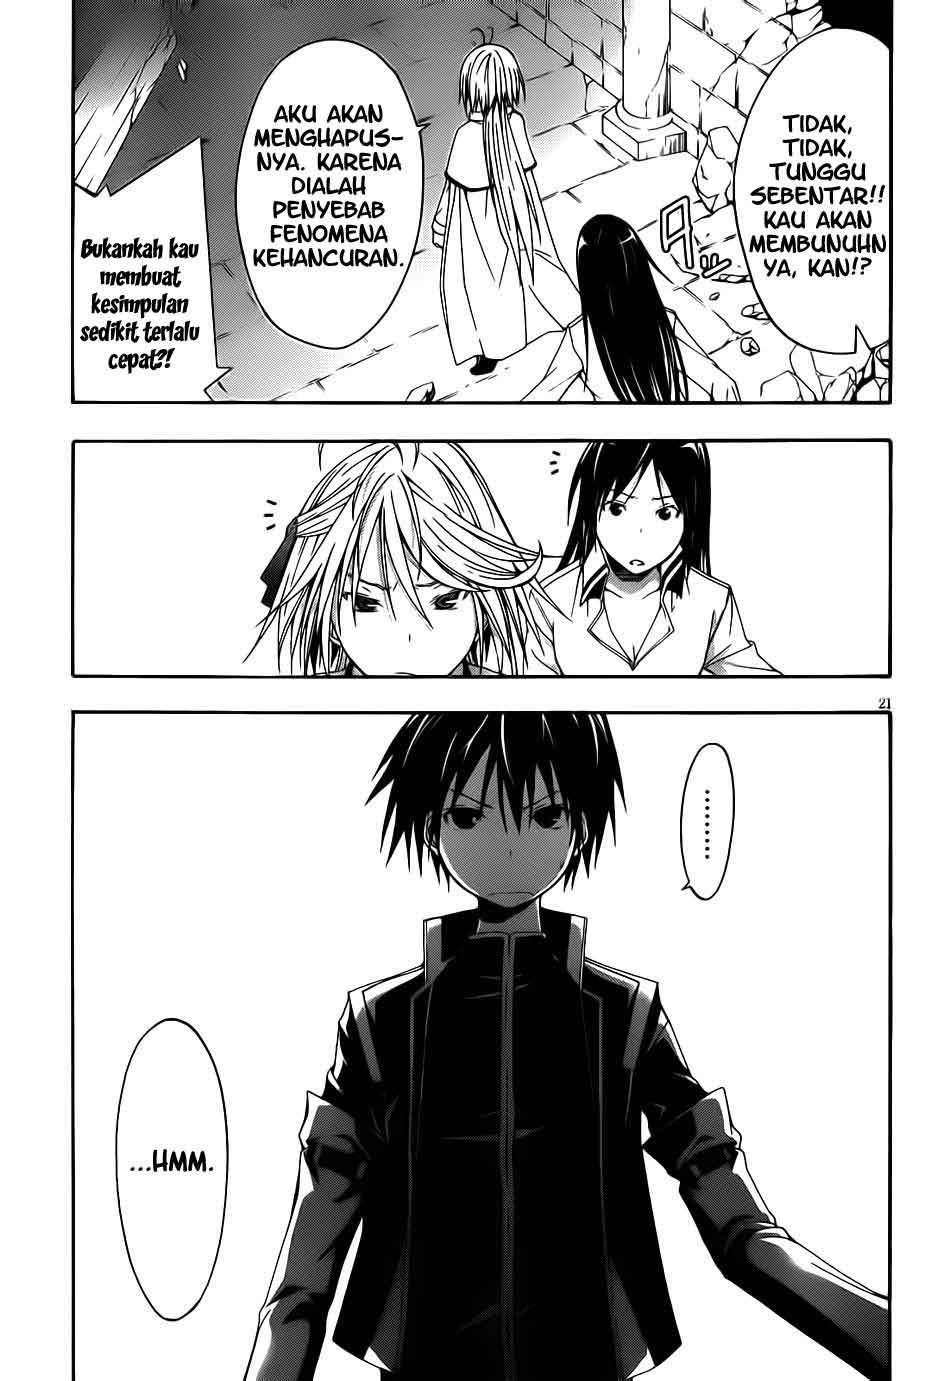 TIDAK,
TIDAK,
TUNGGU
SEBENTAR!!
KAU AKAN
MEMBUNUHN
YA, KAN!?
AKU AKAN
MENGHAPUS-
NYA. KARENA
DIALAH
PENYEBAB
FENOMENA
KEHANCURAN.
Bukankah kau
membuat
kesimpulan
sedikit terlalu
cepat?!
21
.........
...HMM.